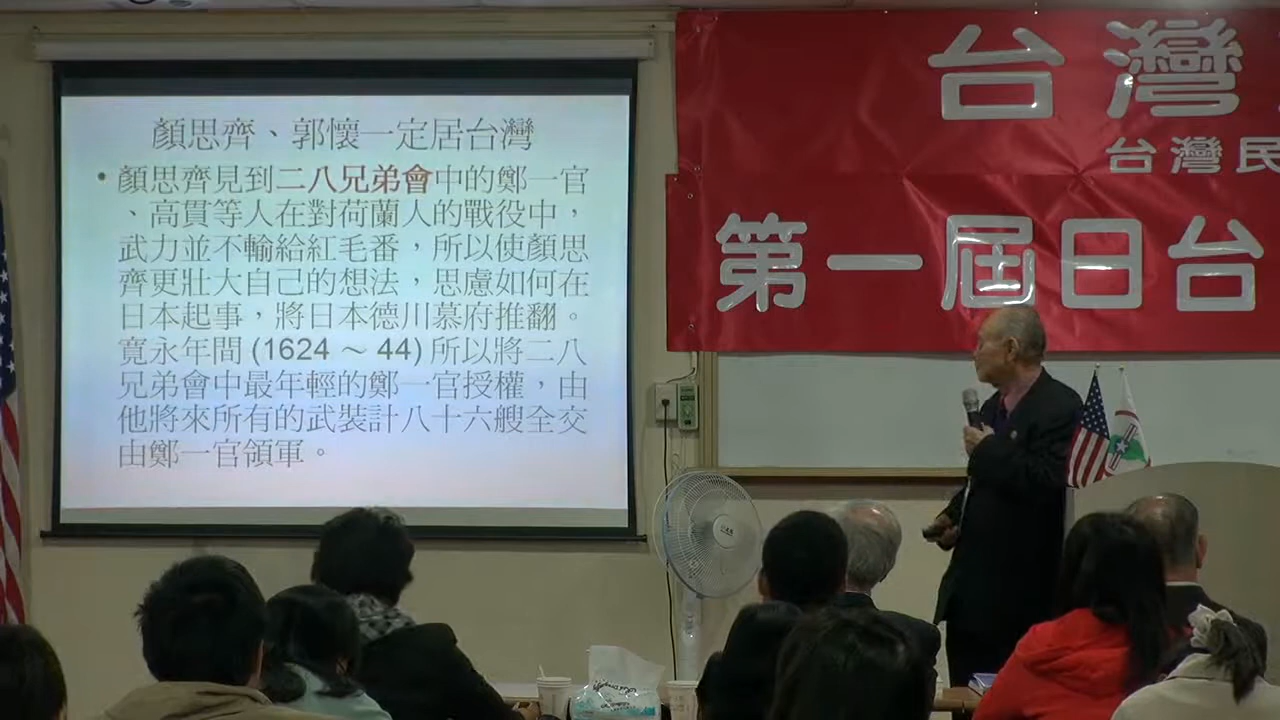 顏思齊、郭懷一定居台灣
• 顏思齊見到二八兄弟會中的鄭一官
、高貫等人在對荷蘭人的戰役中，
武力並不輸給紅毛番，所以使顏思
齊更壯大自己的想法，思慮如何在
日本起事，將日本德川慕府推翻。
寬永年間 (1624 ～ 44) 所以將二八
兄弟會中最年輕的鄭一官授權，由
他將來所有的武裝計八十六艘全交
由鄭一官領軍。
台灣
台灣民
第一屆日台